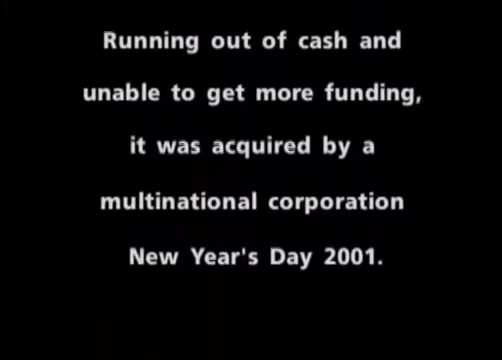 Running out of cash and
unable to get more funding,
it was acquired by a
multinational corporation
New Year's Day 2001.